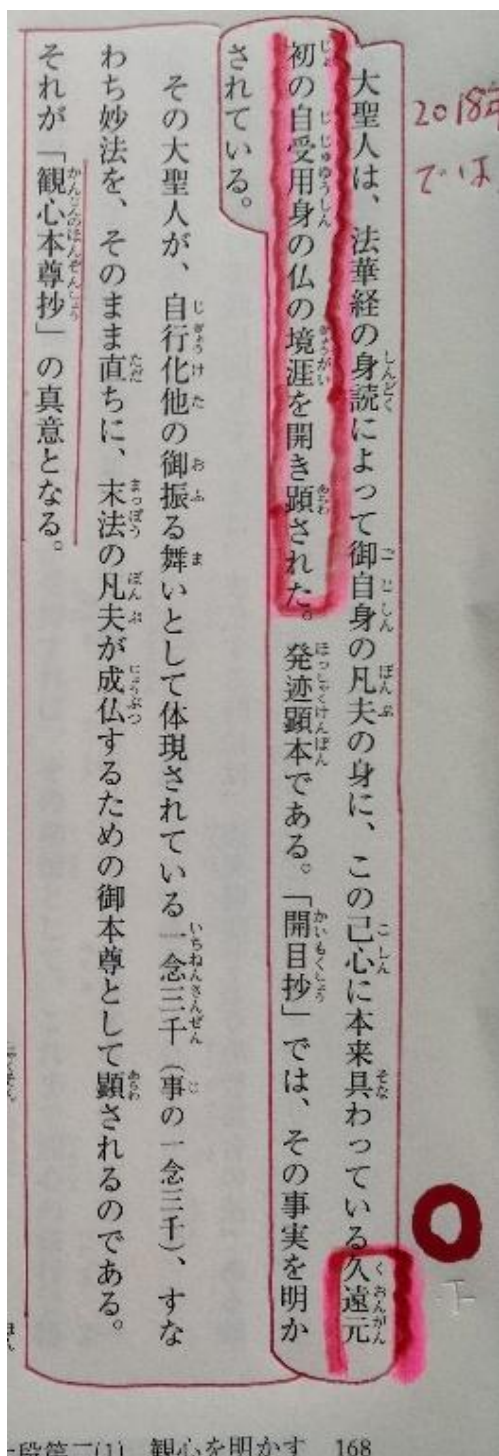 2018年
では
大聖人は、法華経の身読によって御自身の凡夫の身に、この己心に本来具わっている久遠元
初の自受用身の仏の境涯を開き顕された。発迹顕本である。「開目抄」では、その事実を明か
されている。
その大聖人が、自行化他の御振る舞いとして体現されている一念三千（事の一念三千）、すな
わち妙法を、そのまま直ちに、末法の凡夫が成仏するための御本尊として顕されるのである。
それが「観心本尊抄」の真意となる。
段第二(1) 観心を明かす 168